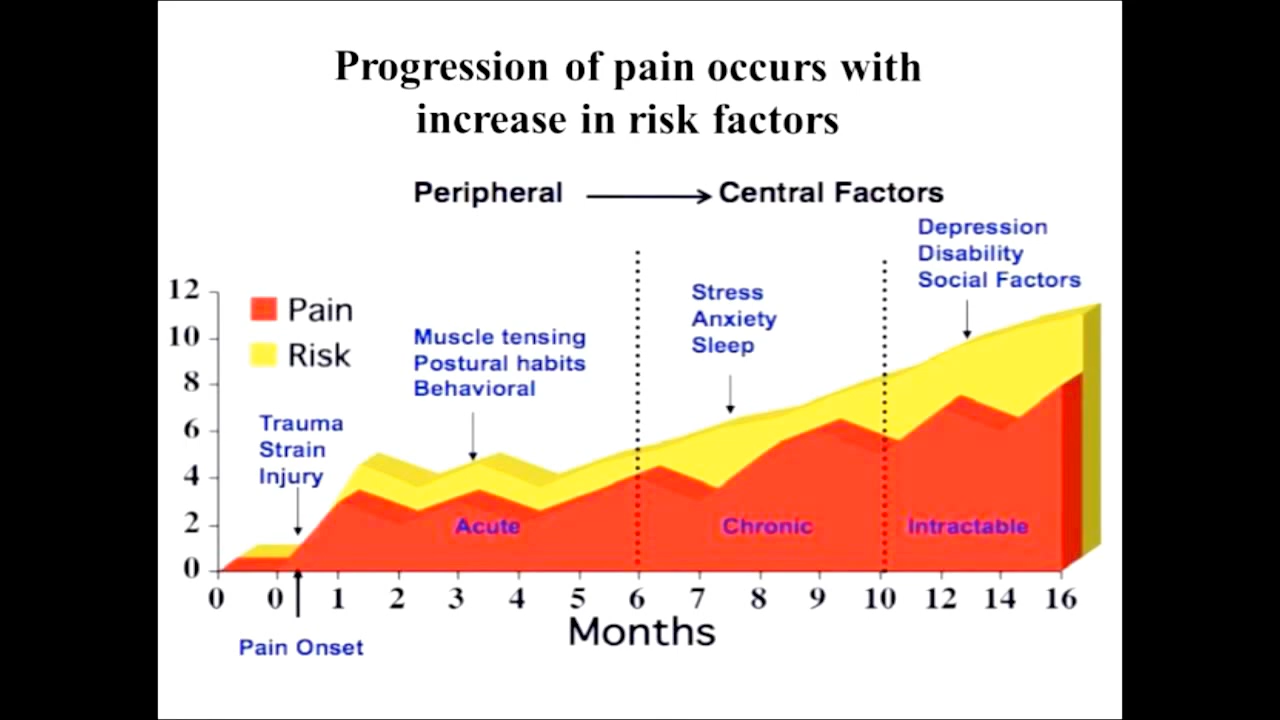 Progression of pain occurs with
increase in risk factors
Peripheral
Central Factors
Depression
Disability
Social Factors
Stress
Anxiety
Sleep
Pain
Risk
Muscle tensing
Postural habits
Behavioral
Trauma
Strain
Injury
12
10
8
6
4
2
0
Acute
Chronic
Intractable
0 0 1 2 3 4 5 6 7 8 9 10 12 14 16
Months
Pain Onset